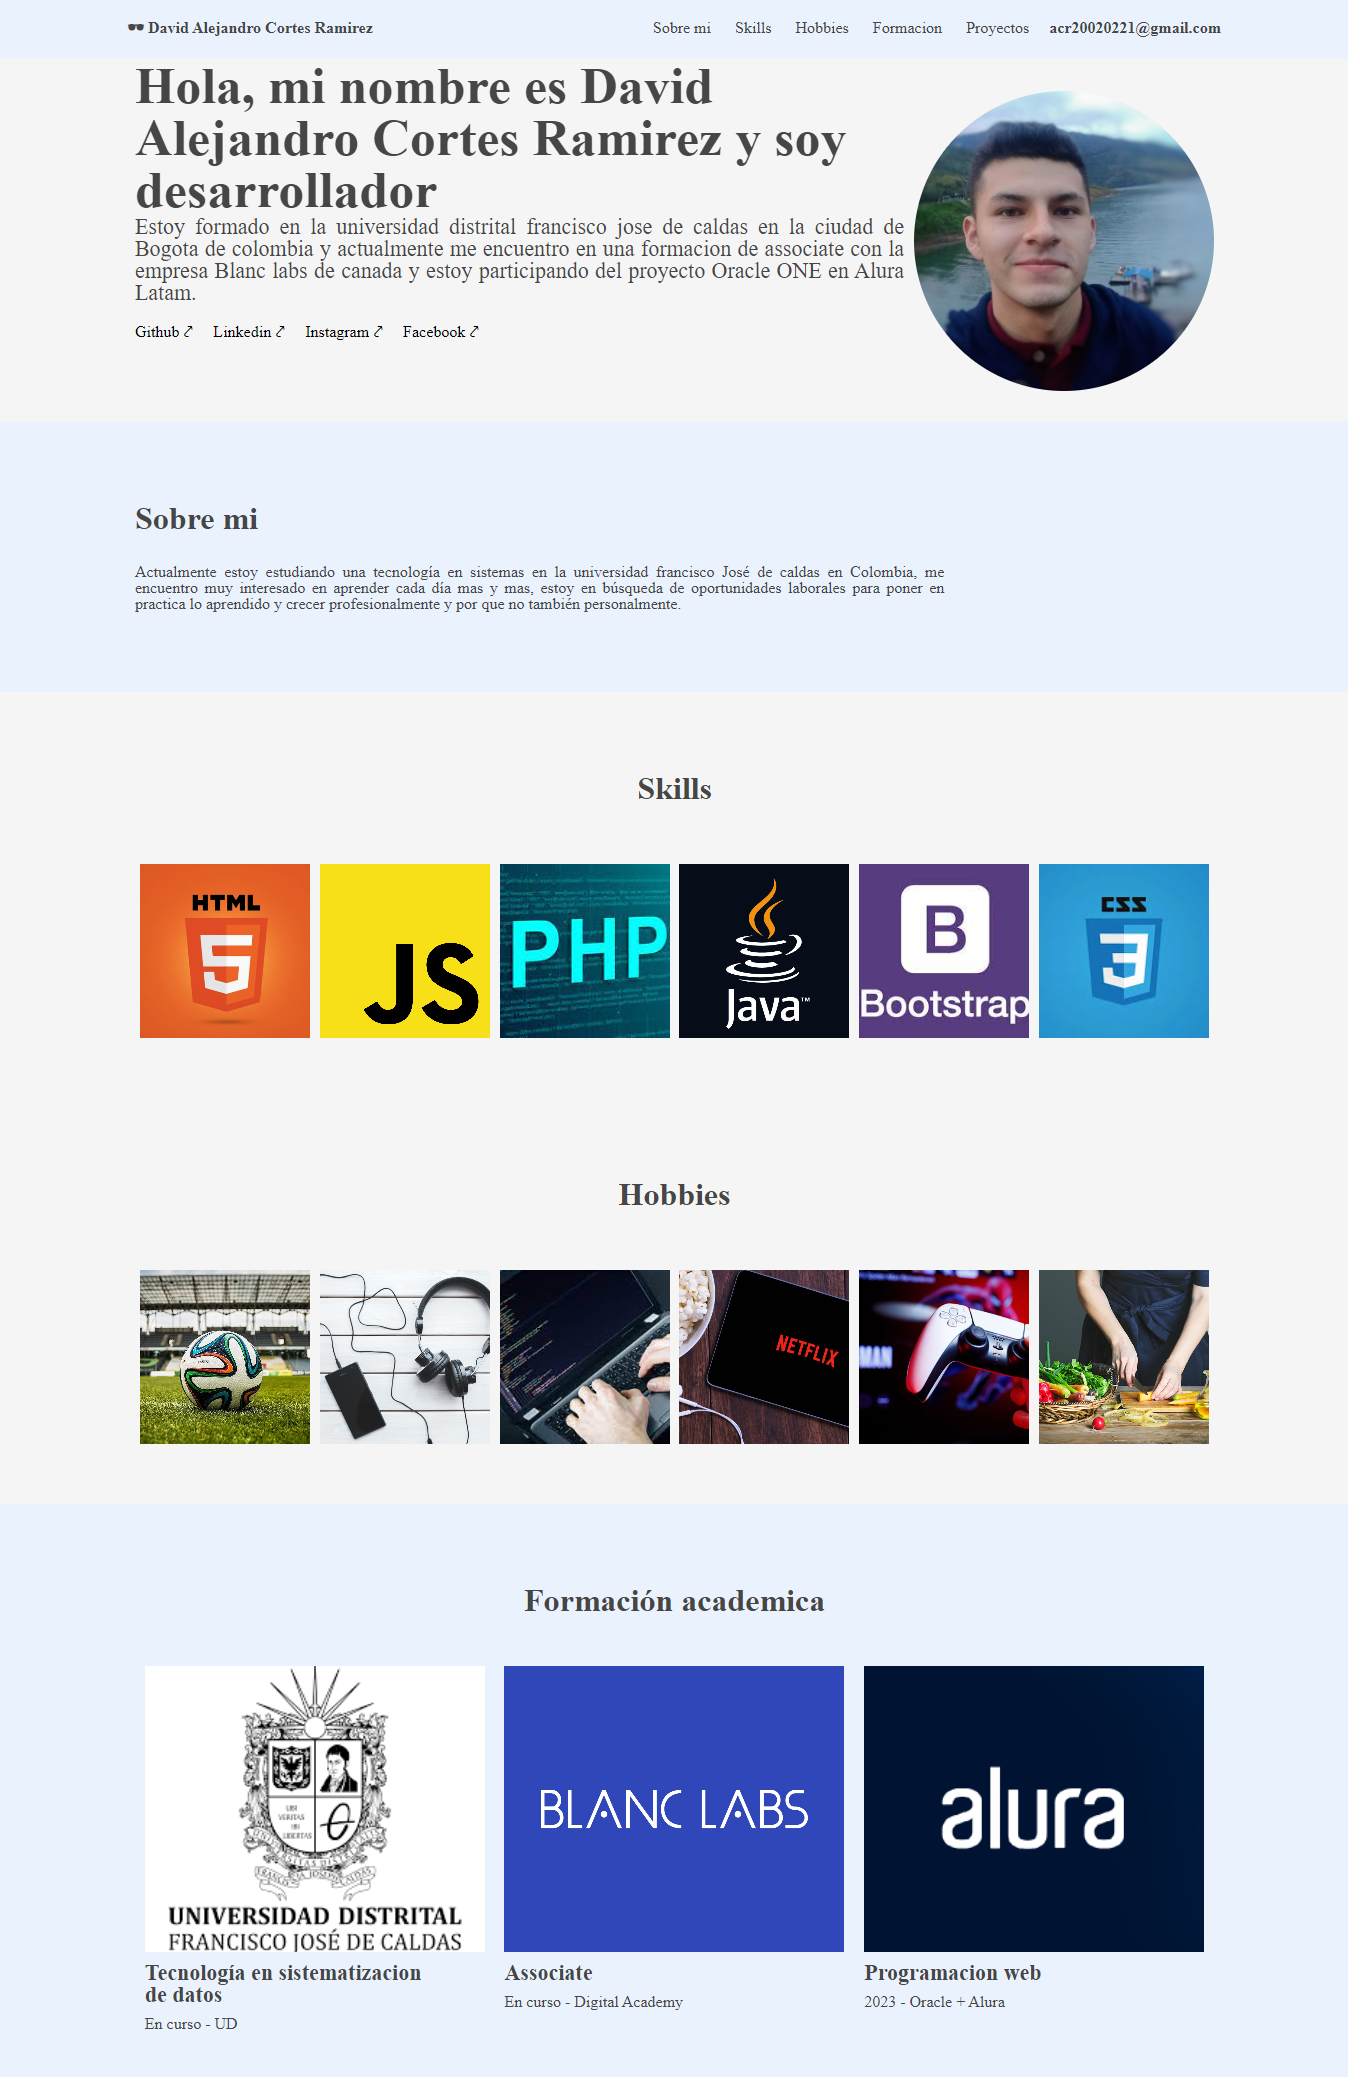 David Alejandro Cortes Ramirez
Sobre mi Skills Hobbies Formacion Proyectos acr20020221@gmail.com
Hola, mi nombre es David
Alejandro Cortes Ramirez y soy
desarrollador
Estoy formado en la universidad distrital francisco jose de caldas en la ciudad de
Bogota de colombia y actualmente me encuentro en una formacion de associate con la
empresa Blanc labs de canada y estoy participando del proyecto Oracle ONE en Alura
Latam.
Github Linkedin Instagram Facebook
Sobre mi
Actualmente estoy estudiando una tecnología en sistemas en la universidad francisco José de caldas en Colombia, me
encuentro muy interesado en aprender cada día mas y mas, estoy en búsqueda de oportunidades laborales para poner en
practica lo aprendido y crecer profesionalmente y por que no también personalmente.
Skills
HTML
5
JS
PHP
Java™
B
Bootstrap
CSS
3
Hobbies
NETFLIX
MAN
Formación academica
UBI
VERITAS
IBI
LIBERTAS
UNIVERSIDAD DISTRITAL
FRANCISCO JOSÉ DE CALDAS
BLANC LABS
alura
Tecnología en sistematizacion
de datos
En curso - UD
Associate
En curso - Digital Academy
Programacion web
2023 - Oracle + Alura